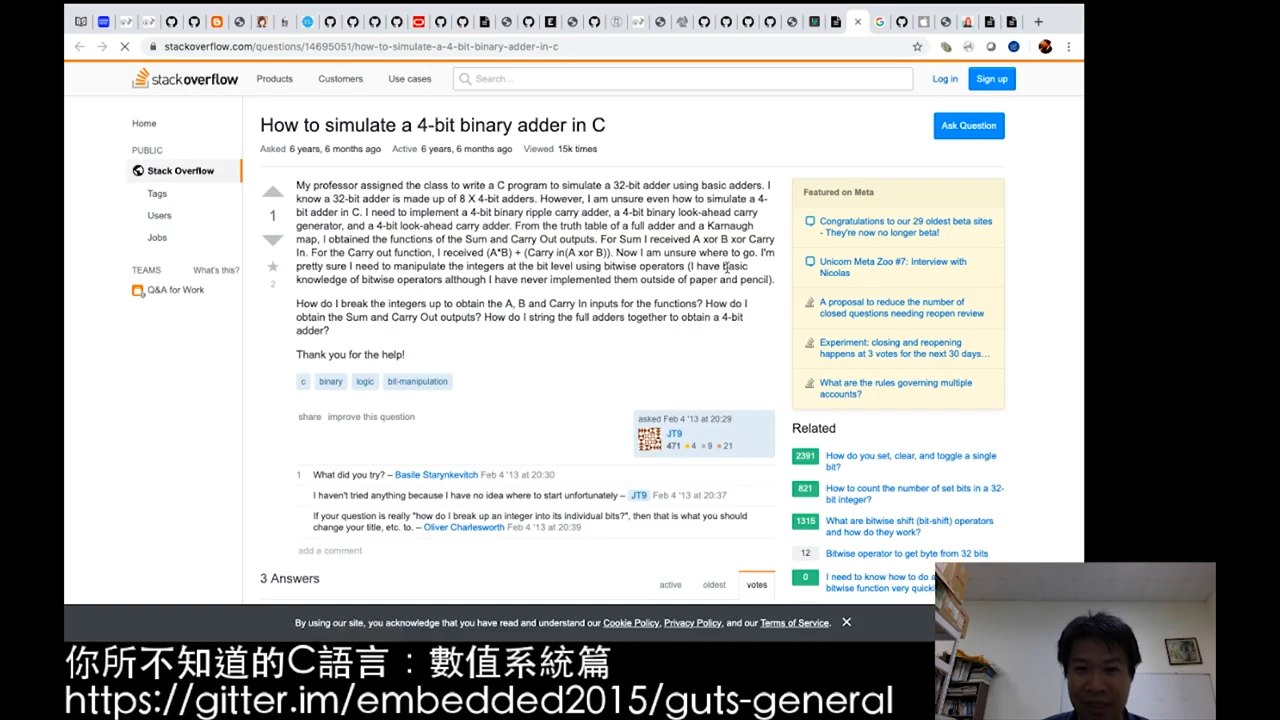 stackoverflow.com/questions/14695051/how-to-simulate-a-4-bit-binary-adder-in-c
stackoverflow
Products
Customers
Use cases
Search...
Log in
Sign up
Home
PUBLIC
Stack Overflow
Tags
Users
Jobs
TEAMS
What's this?
Q&A for Work
How to simulate a 4-bit binary adder in C
Ask Question
Asked 6 years, 6 months ago Active 6 years, 6 months ago Viewed 15k times
1
2
My professor assigned the class to write a C program to simulate a 32-bit adder using basic adders. I
know a 32-bit adder is made up of 8 X 4-bit adders. However, I am unsure even how to simulate a 4-
bit adder in C. I need to implement a 4-bit binary ripple carry adder, a 4-bit binary look-ahead carry
generator, and a 4-bit look-ahead carry adder. From the truth table of a full adder and a Karnaugh
map, I obtained the functions of the Sum and Carry Out outputs. For Sum I received A xor B xor Carry
In. For the Carry out function, I received (A*B) + (Carry in(A xor B)). Now I am unsure where to go. I'm
pretty sure I need to manipulate the integers at the bit level using bitwise operators (I have basic
knowledge of bitwise operators although I have never implemented them outside of paper and pencil).
How do I break the integers up to obtain the A, B and Carry In inputs for the functions? How do I
obtain the Sum and Carry Out outputs? How do I string the full adders together to obtain a 4-bit
adder?
Thank you for the help!
c
binary
logic
bit-manipulation
share improve this question
asked Feb 4 '13 at 20:29
JT9
471 4 9 21
1 What did you try? – Basile Starynkevitch Feb 4 '13 at 20:30
I haven't tried anything because I have no idea where to start unfortunately – JT9 Feb 4 '13 at 20:37
If your question is really "how do I break up an integer into its individual bits?", then that is what you should
change your title, etc. to. – Oliver Charlesworth Feb 4 '13 at 20:39
add a comment
3 Answers
active
oldest
votes
Featured on Meta
Congratulations to our 29 oldest beta sites
- They're now no longer beta!
Unicorn Meta Zoo #7: Interview with
Nicolas
A proposal to reduce the number of
closed questions needing reopen review
Experiment: closing and reopening
happens at 3 votes for the next 30 days…
What are the rules governing multiple
accounts?
Related
2391 How do you set, clear, and toggle a single
bit?
821 How to count the number of set bits in a 32-
bit integer?
1315 What are bitwise shift (bit-shift) operators
and how do they work?
12 Bitwise operator to get byte from 32 bits
0 I need to know how to do a
bitwise function very
By using our site, you acknowledge that you have read and understand our Cookie Policy, Privacy Policy, and our Terms of Service.
你所不知道的C語言：數值系統篇
https://gitter.im/embedded2015/guts-general